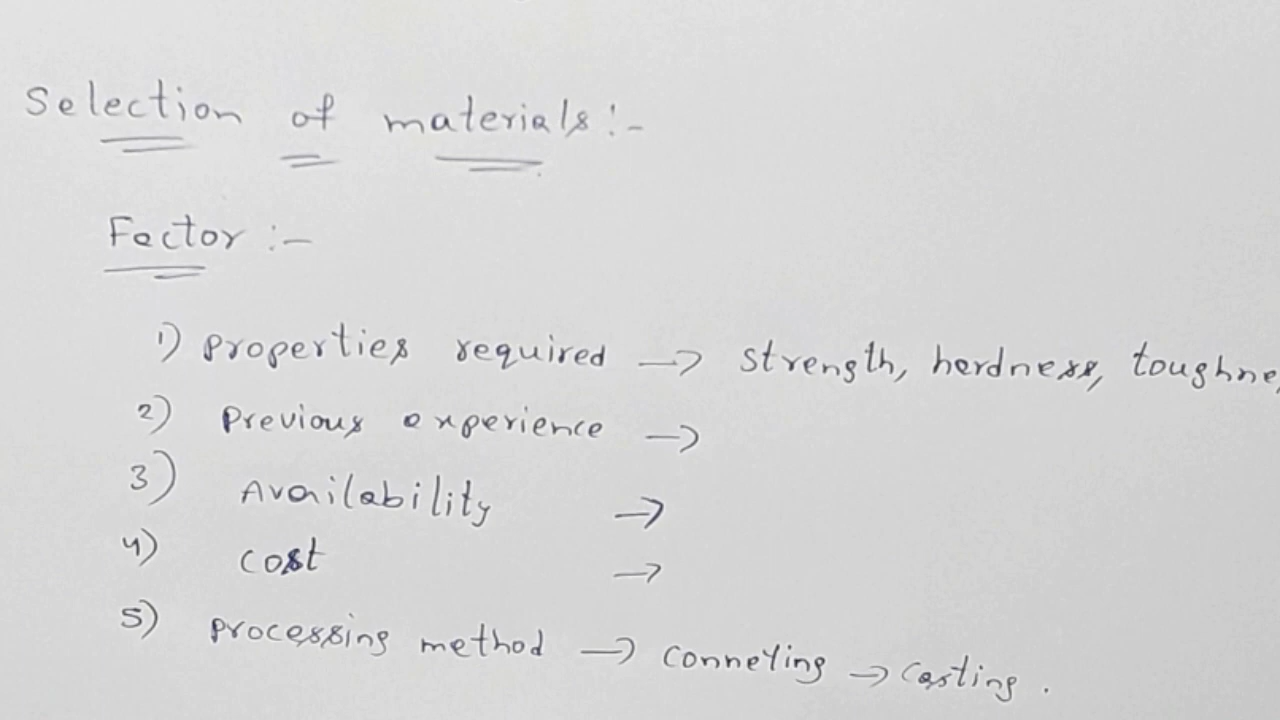 Selection of materials :-
Factor :-
1) properties required → strength, hardness, toughne
2) Previous experience →
3) Availability →
4) cost →
5) processing method → conneting → casting .